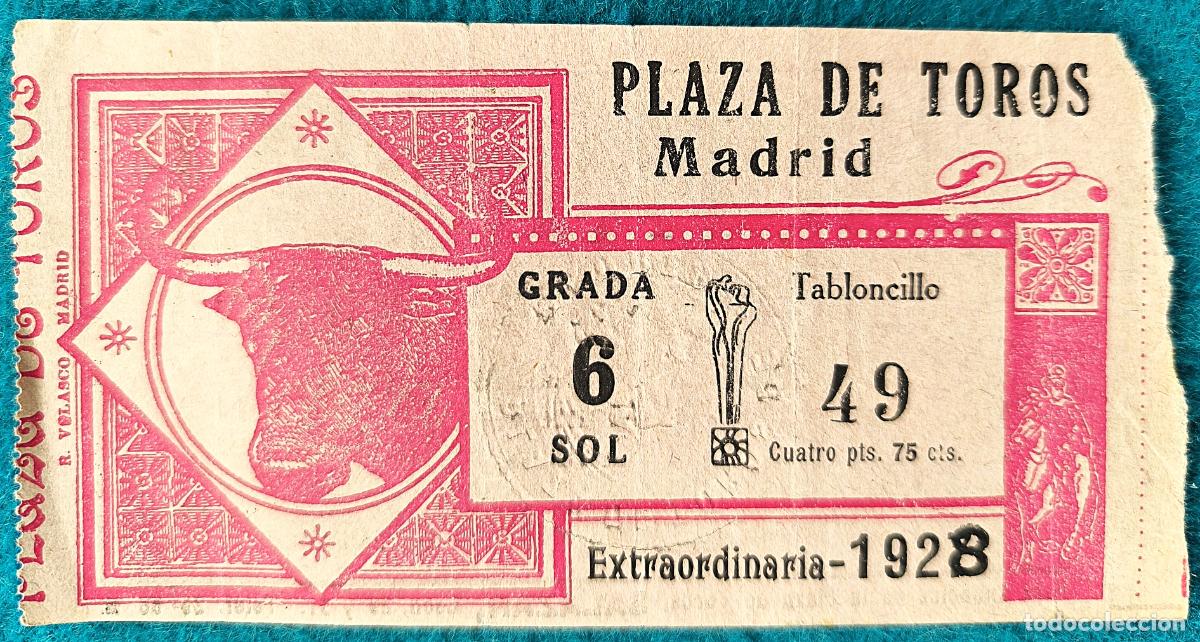 PLAZA DE TOROS
PLAZA DE TOROS
Madrid
R. VELASCO MADRID
GRADA
6
SOL
Tabloncillo
49
Cuatro pts. 75 cts.
Extraordinaria-1928
todocoleccion